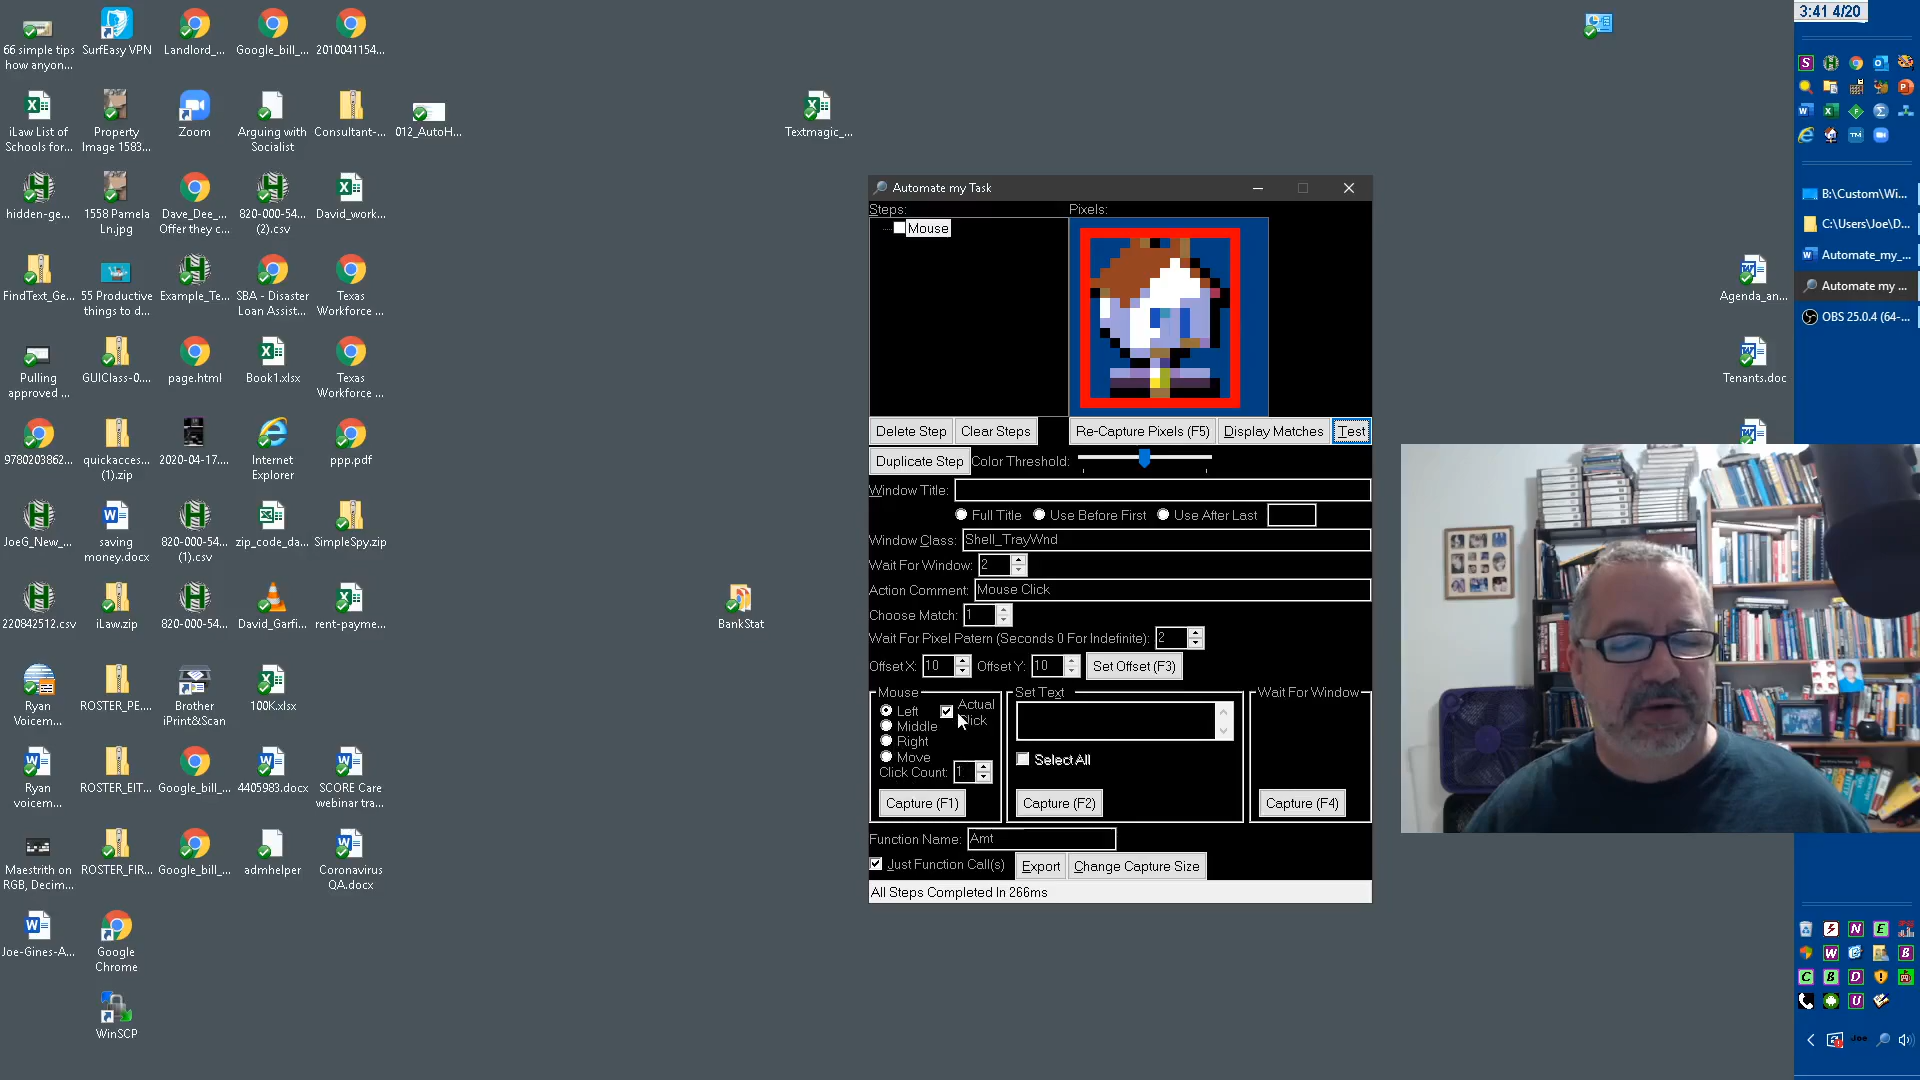 3:41 4/20
66 simple tips
how anyon...
SurfEasy VPN
Landlord_...
Google_bill_...
2010041154...
iLaw List of
Schools for...
Property
Image 1583...
Zoom
Arguing with
Socialist
Consultant-...
012_AutoH...
Textmagic_...
hidden-ge...
1558 Pamela
Ln.jpg
Dave_Dee_...
Offer they c...
820-000-54...
(2).csv
David_work...
FindText_Ge...
55 Productive
things to d...
Example_Te...
SBA - Disaster
Loan Assist...
Texas
Workforce ...
Pulling
approved ...
GUIClass-0....
page.html
Book1.xlsx
Texas
Workforce ...
9780203862...
quickacces...
(1).zip
2020-04-17....
Internet
Explorer
ppp.pdf
JoeG_New_...
saving
money.docx
820-000-54...
(1).csv
zip_code_da...
SimpleSpy.zip
220842512.csv
iLaw.zip
820-000-54...
David_Garfi...
rent-payme...
BankStat
Ryan
Voicem...
ROSTER_PE....
Brother
iPrint&Scan
100K.xlsx
Ryan
voicem...
ROSTER_EIT...
Google_bill_...
4405983.docx
SCORE Care
webinar tra...
Maestrith on
RGB, Decim...
ROSTER_FIR...
Google_bill_...
admhelper
Coronavirus
QA.docx
Joe-Gines-A...
Google
Chrome
WinSCP
Automate my Task
Steps:
Pixels:
Mouse
Delete Step
Clear Steps
Re-Capture Pixels (F5)
Display Matches
Test
Duplicate Step
Color Threshold:
Window Title:
Full Title
Use Before First
Use After Last
Window Class:
Shell_TrayWnd
Wait For Window:
2
Action Comment:
Mouse Click
Choose Match:
1
Wait For Pixel Patern (Seconds 0 For Indefinite):
2
Offset X:
10
Offset Y:
10
Set Offset (F3)
Mouse
Left
Actual
Click
Middle
Right
Move
Click Count:
1
Capture (F1)
Set Text
Select All
Capture (F2)
Wait For Window
Capture (F4)
Function Name:
Amt
Just Function Call(s)
Export
Change Capture Size
All Steps Completed In 266ms
Agenda_an...
Tenants.doc
B:\Custom\Wi...
C:\Users\Joe\D...
Automate_my_...
Automate my ...
OBS 25.0.4 (64-...
Joe